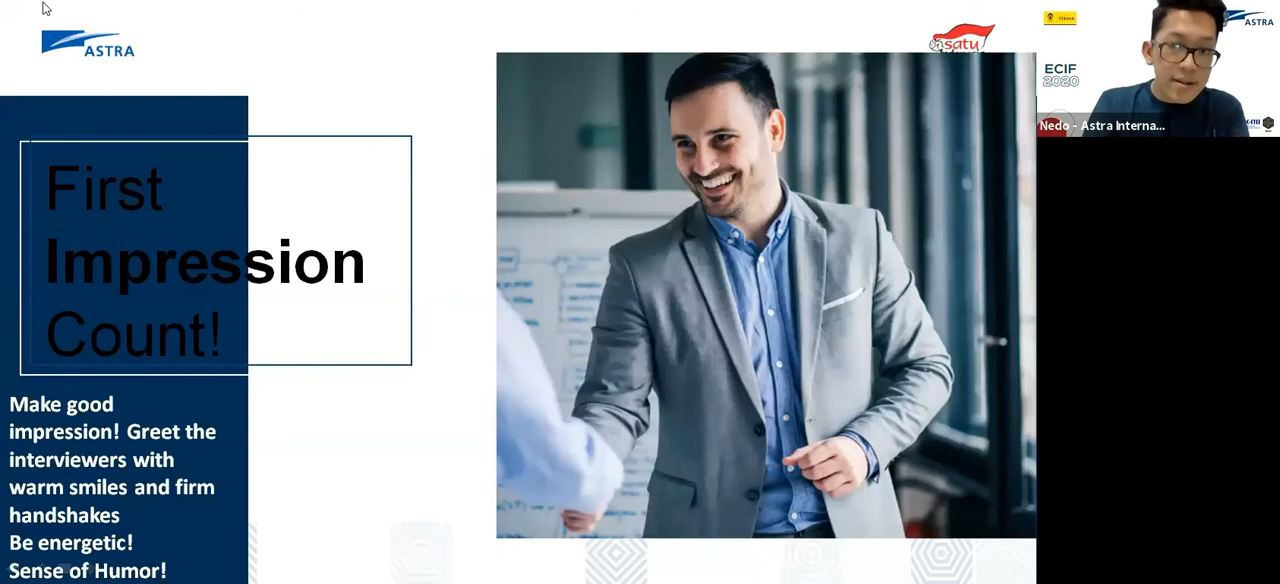 ASTRA
satu
First
Impression
Count!
Make good
impression! Greet the
interviewers with
warm smiles and firm
handshakes
Be energetic!
Sense of Humor!
TEKNIK
ASTRA
ECIF
2020
Nedo - Astra Interna...